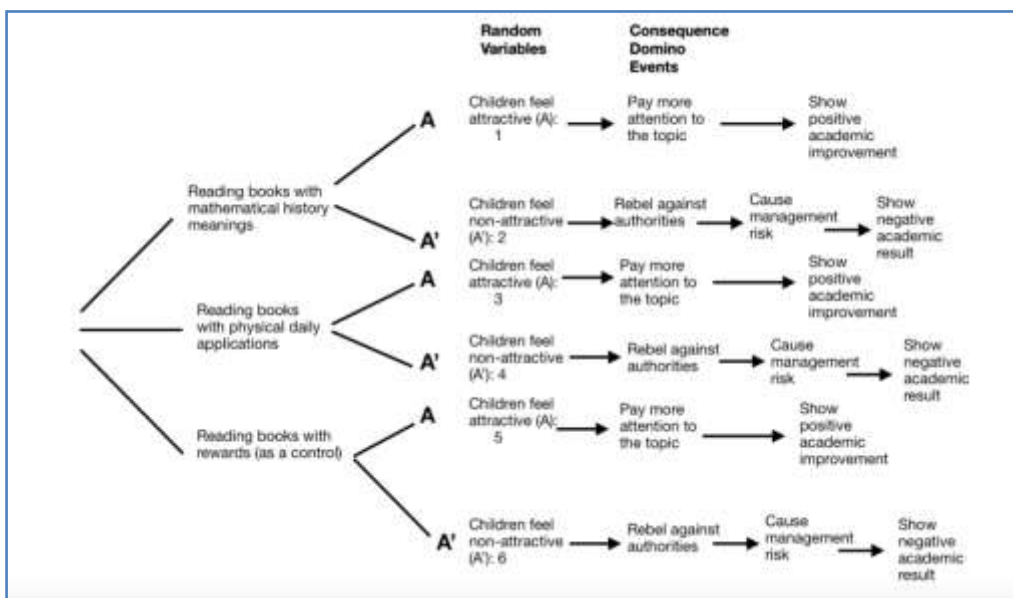 Random
Variables
Consequence
Domino
Events
Reading books with
mathematical history
meanings
A
Children feel
attractive (A):
1
Pay more
attention to
the topic
Show
positive
academic
improvement
A'
Children feel
non-attractive
(A'): 2
Rebel against
authorities
Cause
management
risk
Show
negative
academic
result
Reading books
with physical daily
applications
A
Children feel
attractive (A):
3
Pay more
attention to
the topic
Show
positive
academic
improvement
A'
Children feel
non-attractive
(A'): 4
Rebel against
authorities
Cause
management
risk
Show
negative
academic
result
Reading books with
rewards (as a control)
A
Children feel
attractive (A):
5
Pay more
attention to
the topic
Show
positive
academic
improvement
A'
Children feel
non-attractive
(A'): 6
Rebel against
authorities
Cause
management
risk
Show
negative
academic
result